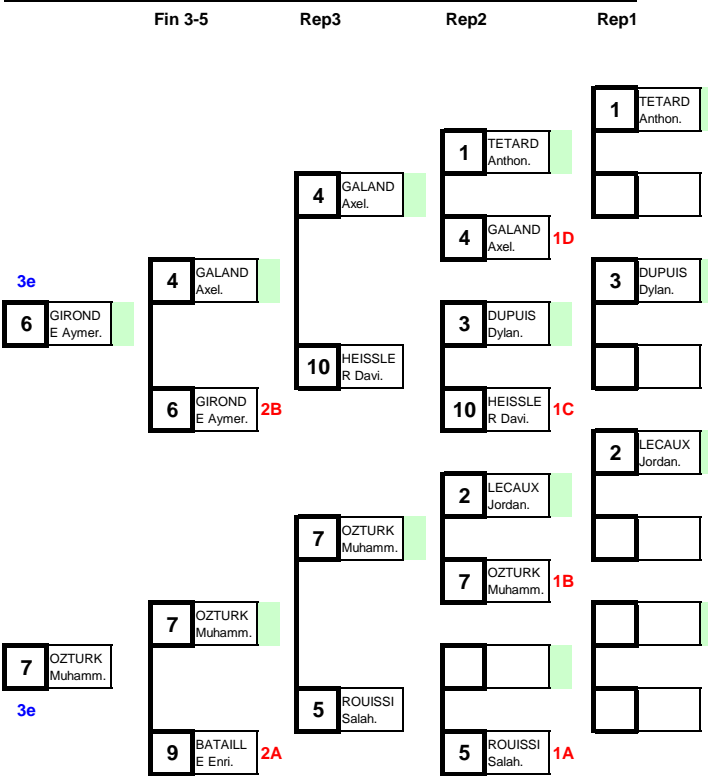 Fin 3-5 Rep3 Rep2 Rep1
1 TETARD
Anthon.
1 TETARD
Anthon.
4 GALAND
Axel.
4 GALAND
Axel. 1D
4 GALAND
Axel.
3 DUPUIS
Dylan.
3e
6 GIROND
E Aymer.
3 DUPUIS
Dylan.
10 HEISSLE
R Davi.
6 GIROND
E Aymer. 2B
10 HEISSLE
R Davi. 1C
2 LECAUX
Jordan.
2 LECAUX
Jordan.
7 OZTURK
Muhamm.
7 OZTURK
Muhamm. 1B
7 OZTURK
Muhamm.
7 OZTURK
Muhamm.
3e
5 ROUISSI
Salah.
9 BATAILL
E Enri. 2A
5 ROUISSI
Salah. 1A